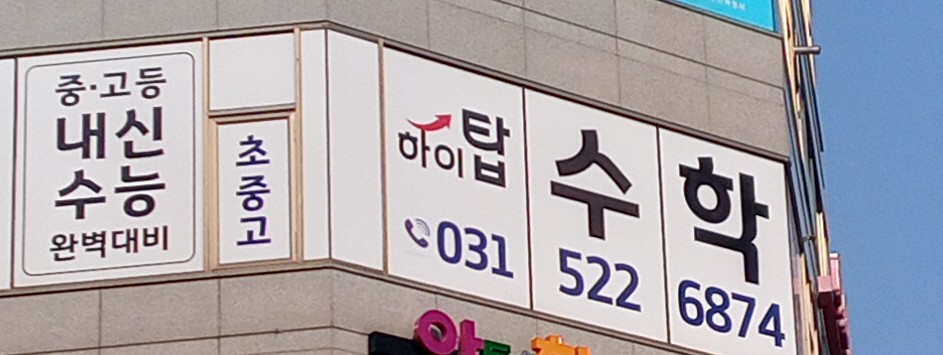 중·고등
내신
수능
완벽대비
초
중
고
하이탑 수학
031 522 6874